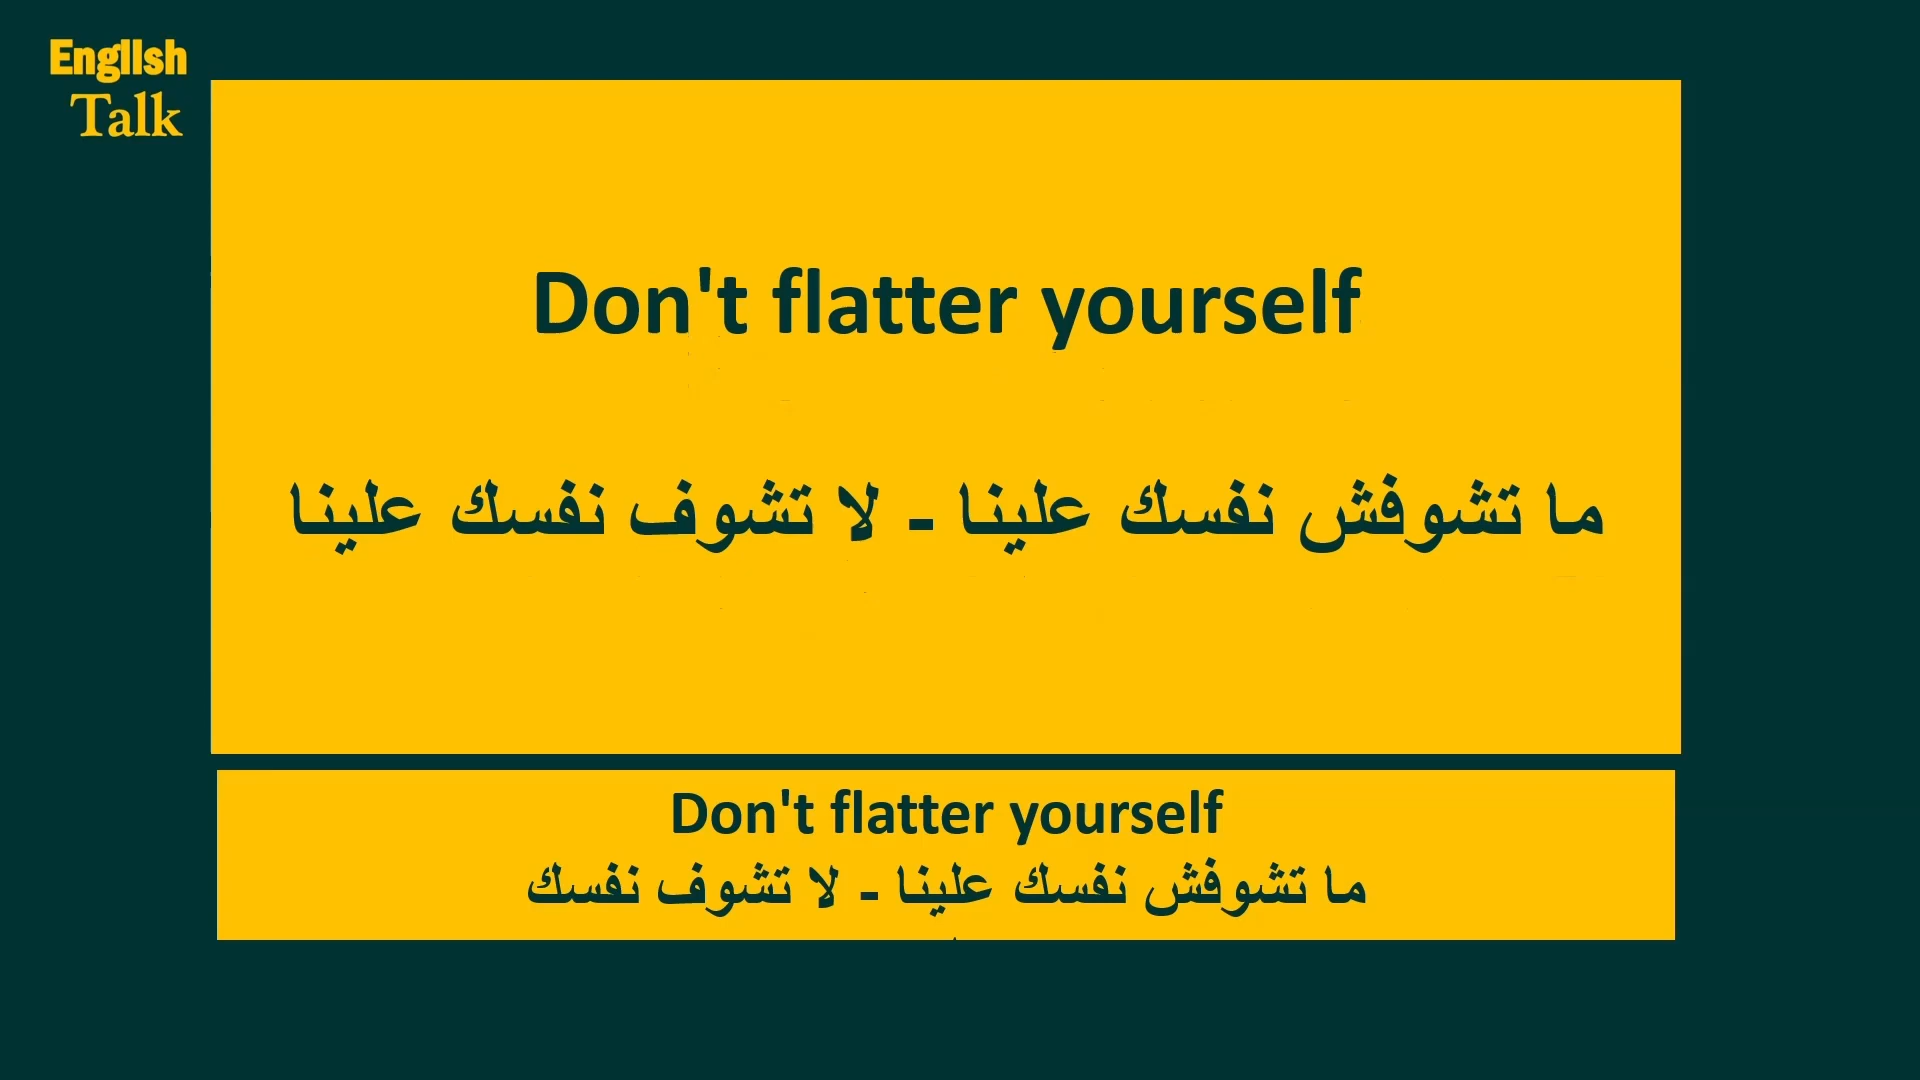 English
Talk
Don't flatter yourself
ما تشوفش نفسك علينا - لا تشوف نفسك علينا
Don't flatter yourself
ما تشوفش نفسك علينا - لا تشوف نفسك